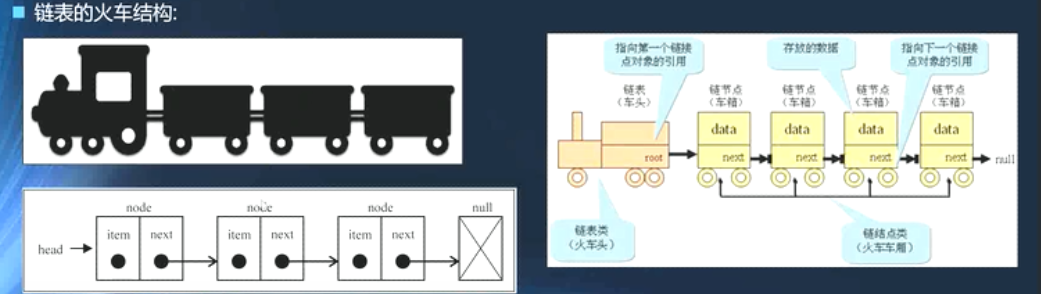 链表的火车结构:
指向第一个链接
点对象的引用
存放的数据
指向下一个链接
点对象的引用
链表
（车头）
链节点
（车箱）
链节点
（车箱）
链节点
（车箱）
链节点
（车箱）
data
data
data
data
root
next
next
next
next
null
链表类
（火车头）
链结点类
（火车车厢）
node
node
node
null
head
item
next
item
next
item
next